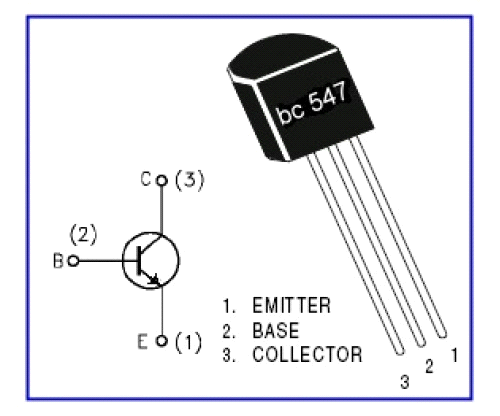 bc 547
C (3)
(2)
B
E (1)
1. EMITTER
2. BASE
3. COLLECTOR
1
2
3